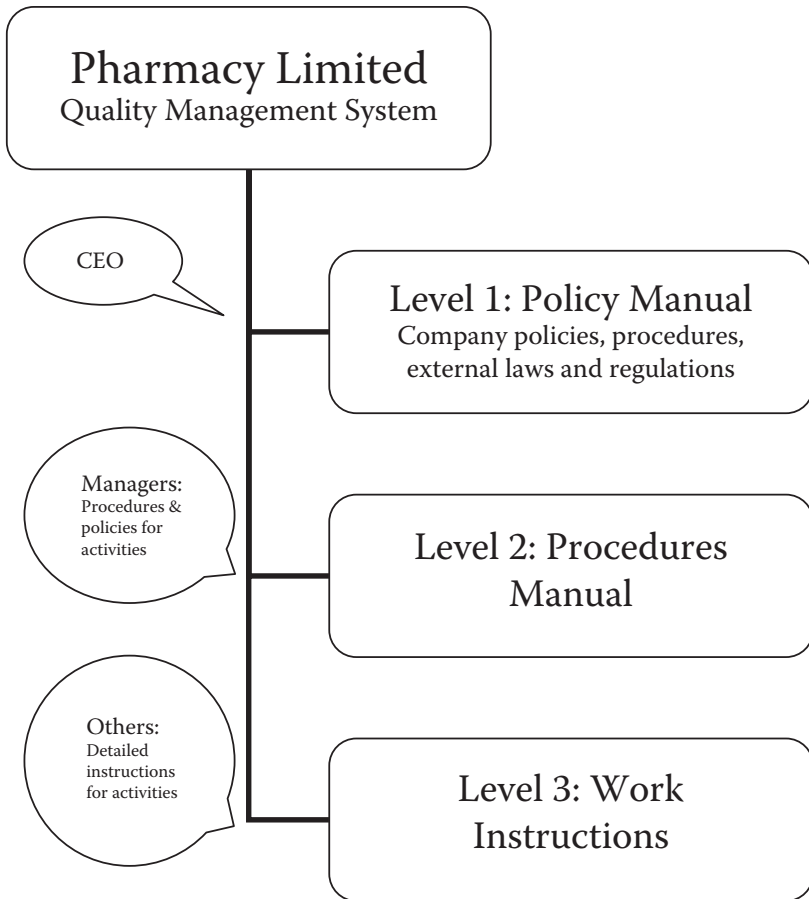 Pharmacy Limited
Quality Management System
CEO
Level 1: Policy Manual
Company policies, procedures,
external laws and regulations
Managers:
Procedures &
policies for
activities
Level 2: Procedures
Manual
Others:
Detailed
instructions
for activities
Level 3: Work
Instructions